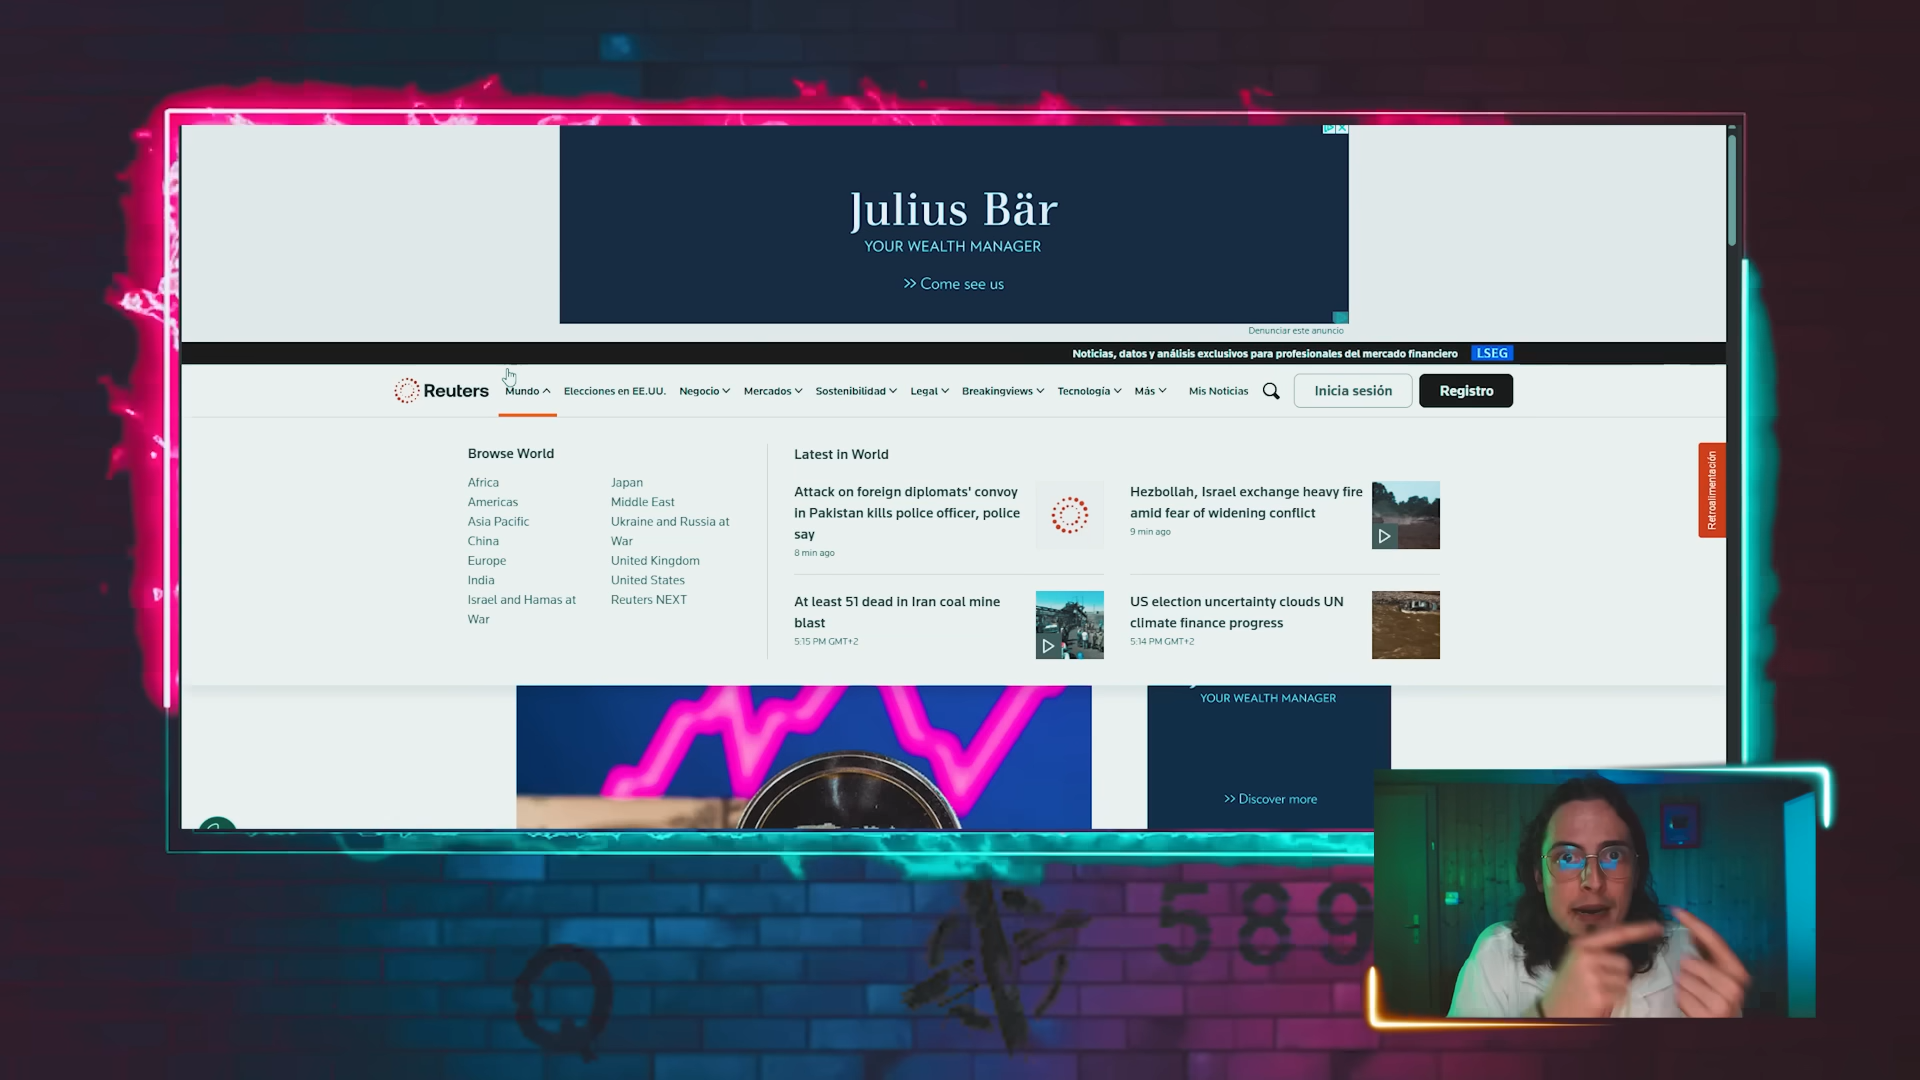 Julius Bär
YOUR WEALTH MANAGER
>> Come see us
Denunciar este anuncio
Noticias, datos y análisis exclusivos para profesionales del mercado financiero LSEG
Reuters Mundo Elecciones en EE.UU. Negocio Mercados Sostenibilidad Legal Breakingviews Tecnología Más Mis Noticias Inicia sesión Registro
Browse World
Africa
Americas
Asia Pacific
China
Europe
India
Israel and Hamas at
War
Japan
Middle East
Ukraine and Russia at
War
United Kingdom
United States
Reuters NEXT
Latest in World
Attack on foreign diplomats' convoy
in Pakistan kills police officer, police
say
8 min ago
Hezbollah, Israel exchange heavy fire
amid fear of widening conflict
9 min ago
At least 51 dead in Iran coal mine
blast
5:15 PM GMT+2
US election uncertainty clouds UN
climate finance progress
5:14 PM GMT+2
Retroalimentación
YOUR WEALTH MANAGER
>> Discover more
589
Q